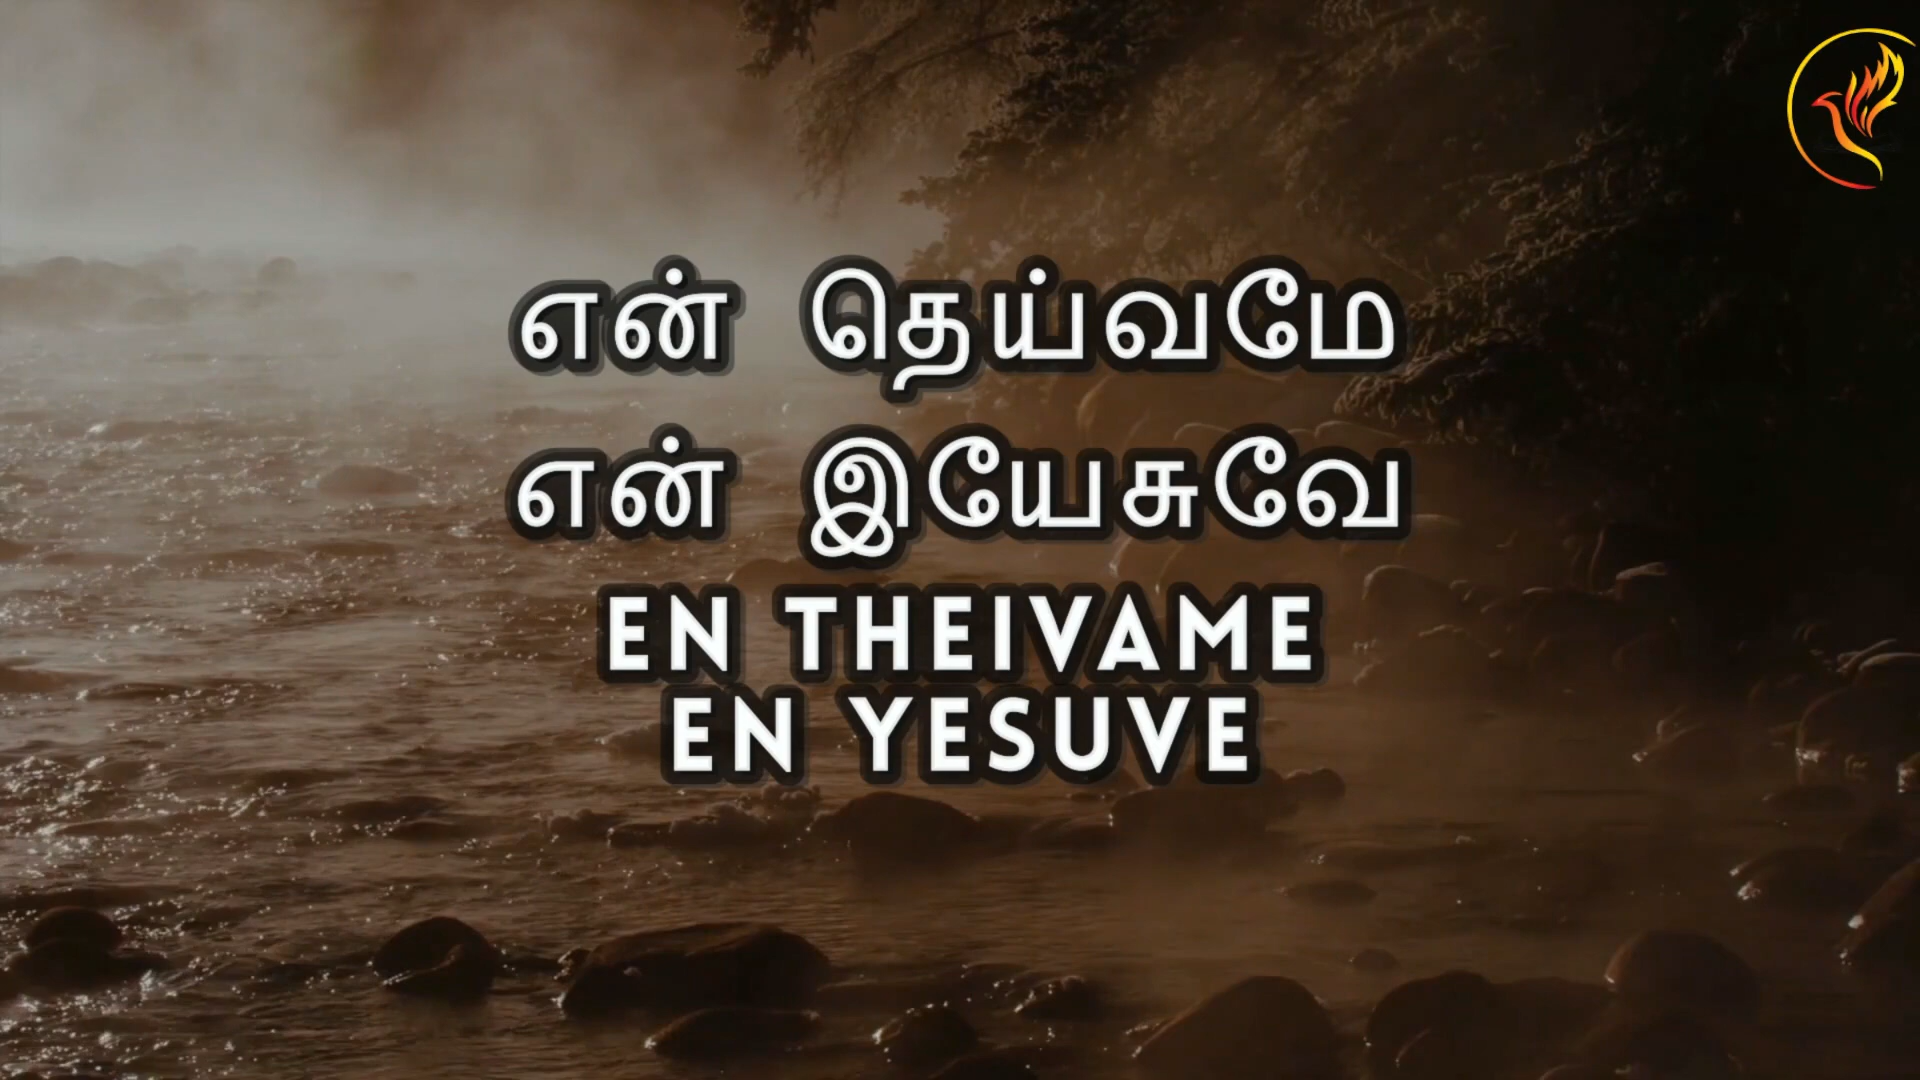 என் தெய்வமே
என் இயேசுவே
EN THEIVAME
EN YESUVE